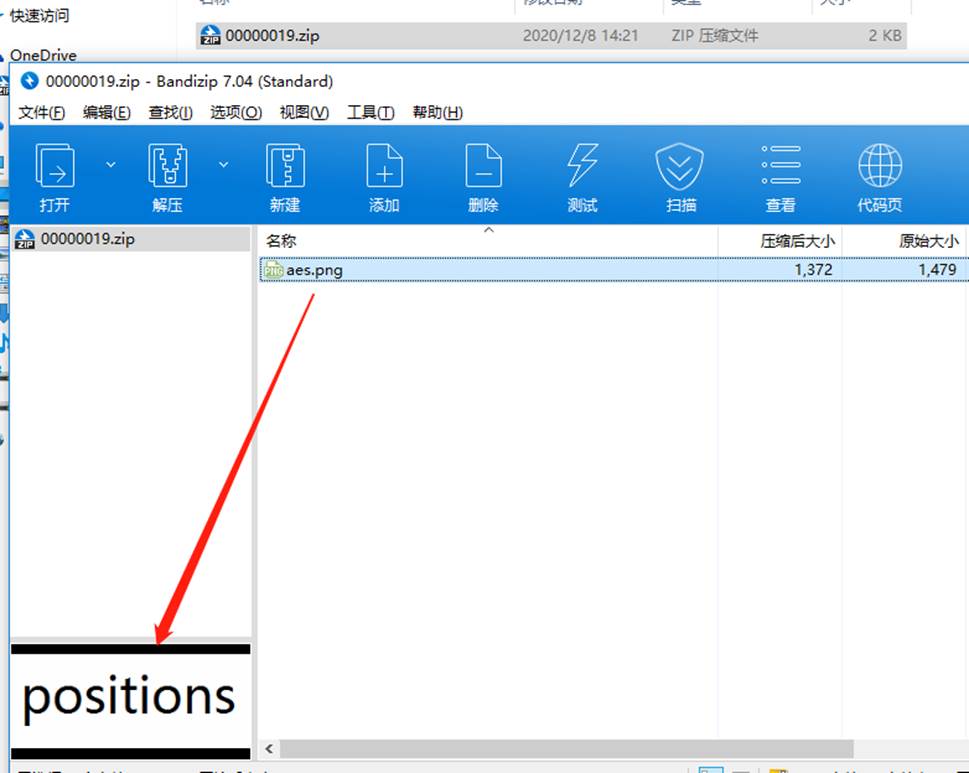 快速访问
00000019.zip 2020/12/8 14:21 ZIP 压缩文件 2 KB
OneDrive
00000019.zip - Bandizip 7.04 (Standard)
文件(F) 编辑(E) 查找(I) 选项(O) 视图(V) 工具(T) 帮助(H)
打开 解压 新建 添加 删除 测试 扫描 查看 代码页
00000019.zip
名称 压缩后大小 原始大小
aes.png 1,372 1,479
positions